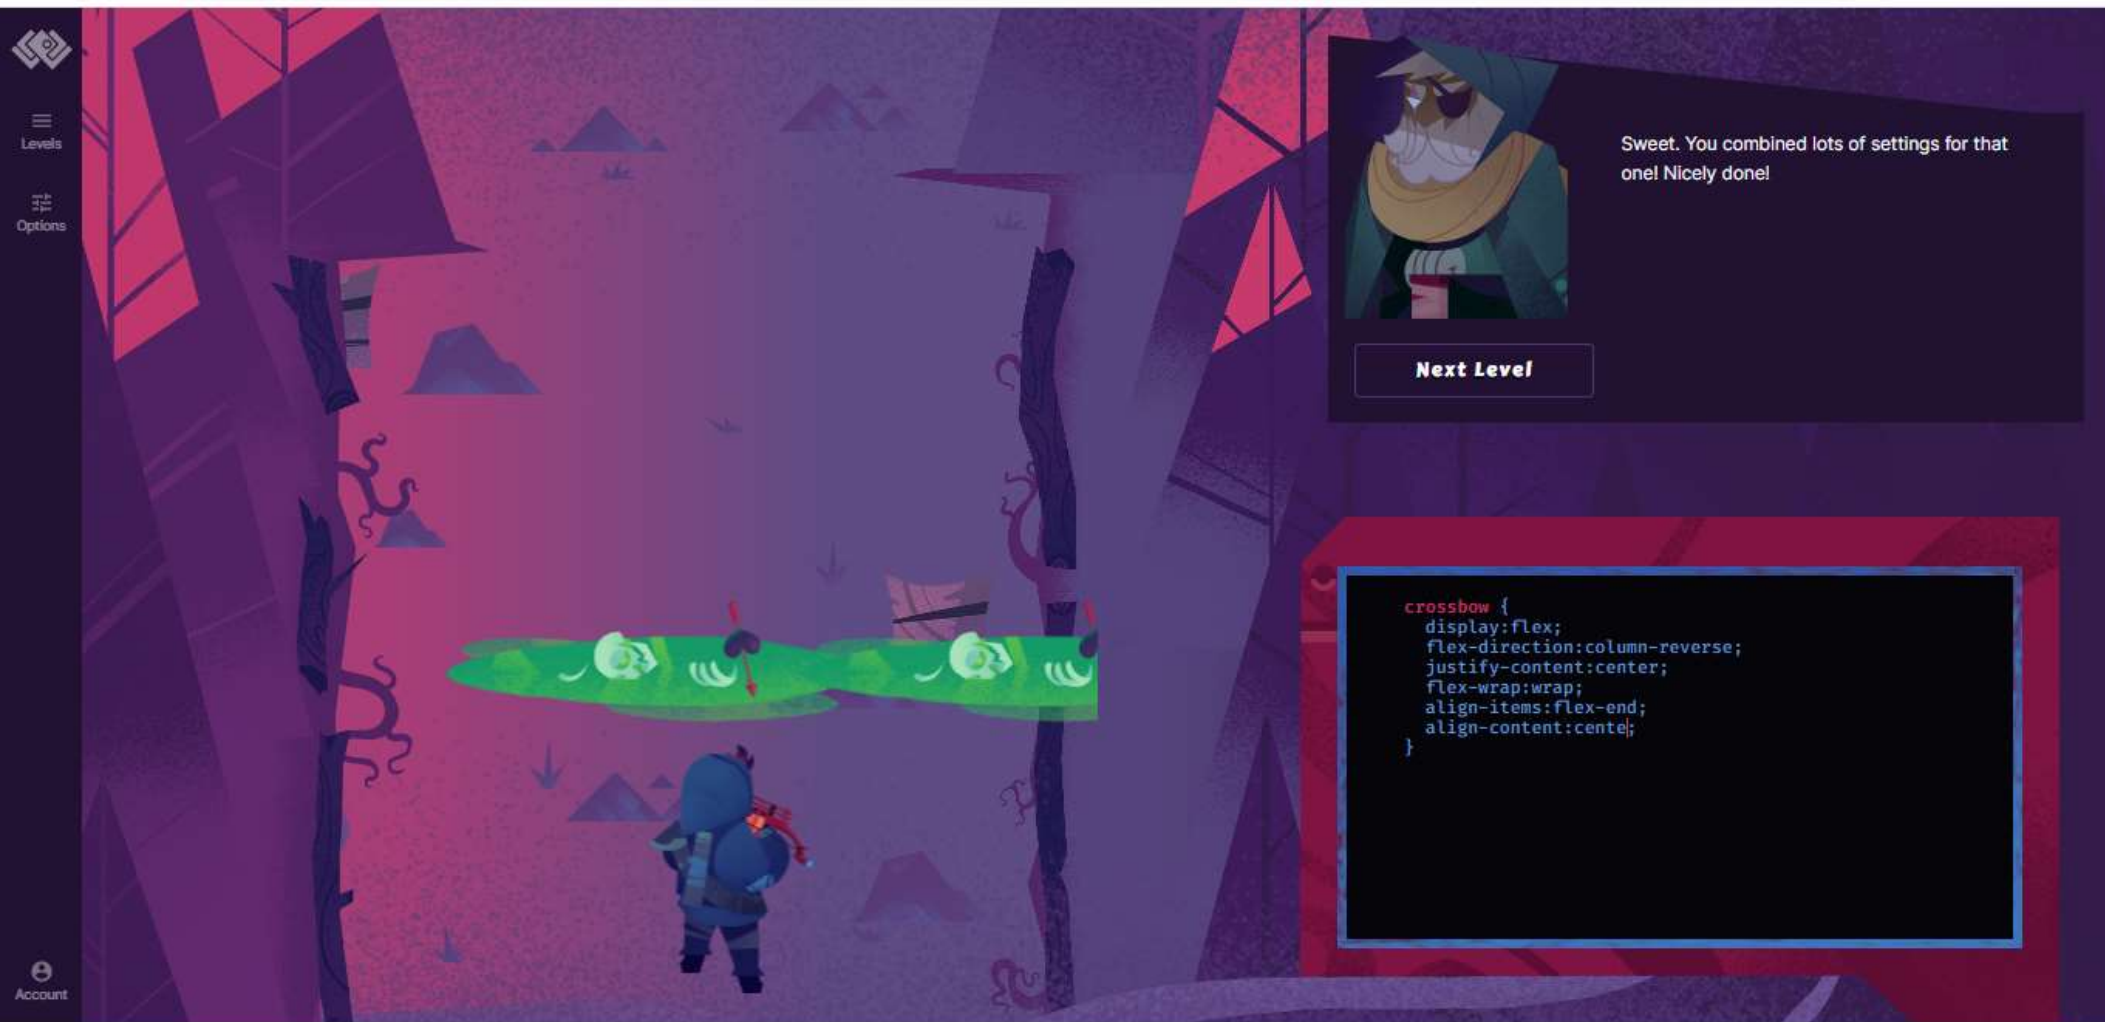 Levels
Options
Account
Sweet. You combined lots of settings for that
one! Nicely done!
Next Level
crossbow {
display:flex;
flex-direction:column-reverse;
justify-content:center;
flex-wrap:wrap;
align-items:flex-end;
align-content:cente;
}